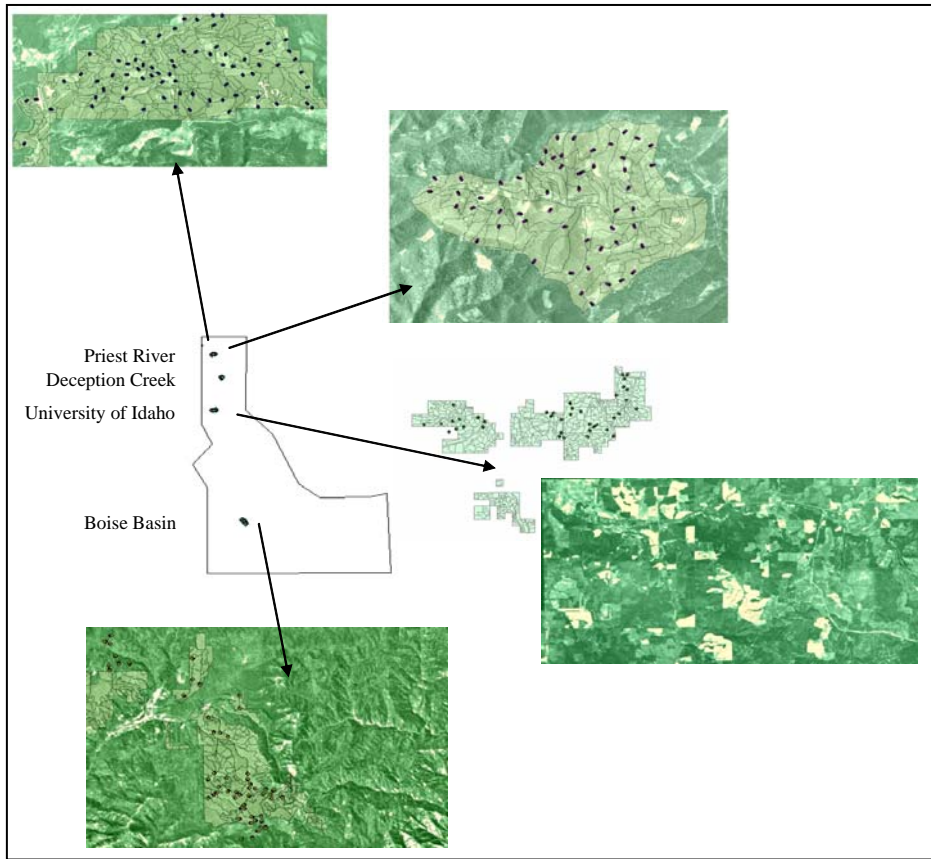 Priest River
Deception Creek
University of Idaho
Boise Basin